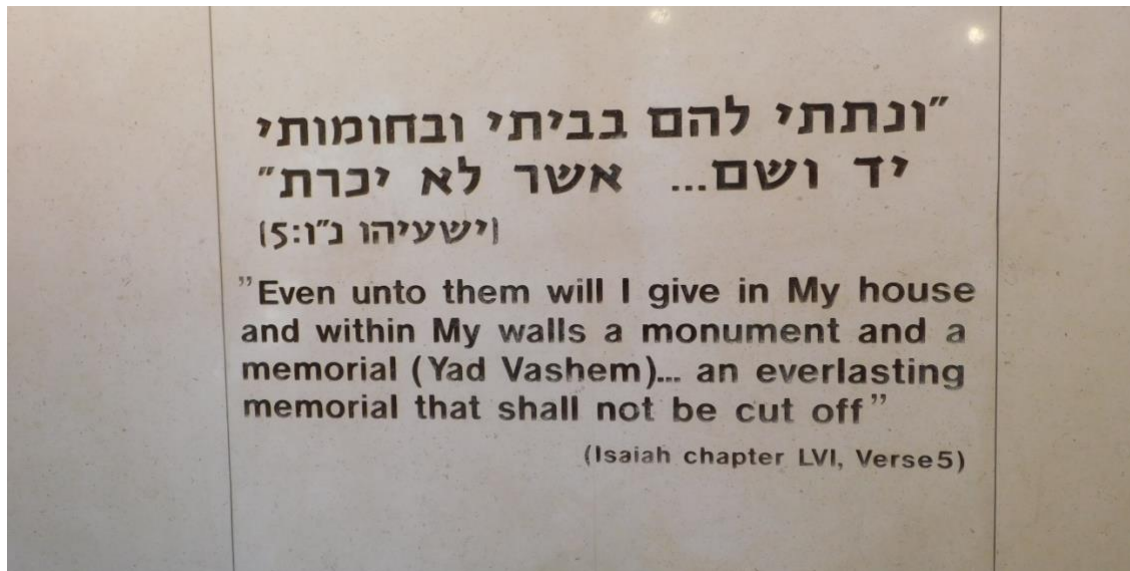 "ונתתי להם בביתי ובחומותי
יד ושם... אשר לא יכרת"
(ישעיהו נ"ו:5)
"Even unto them will I give in My house
and within My walls a monument and a
memorial (Yad Vashem)... an everlasting
memorial that shall not be cut off"
(Isaiah chapter LVI, Verse5)